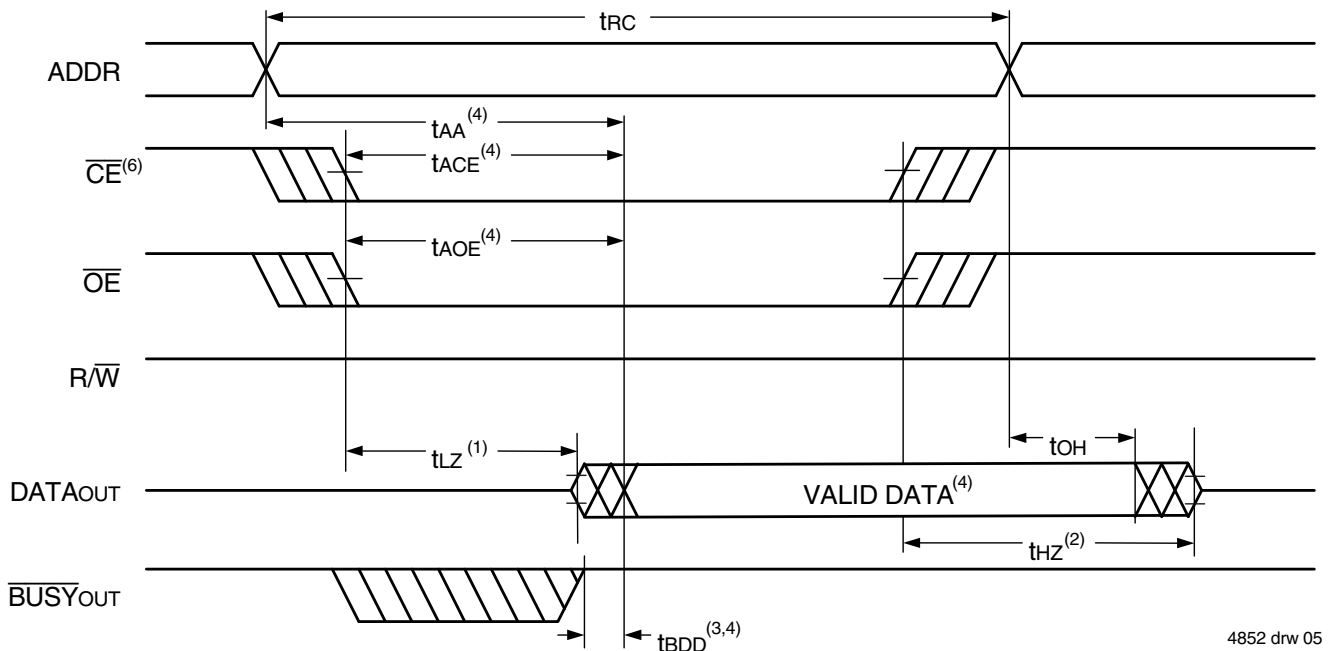 tRC
ADDR
tAA(4)
CE(6)
tACE(4)
tAOE(4)
OE
R/W
tLZ (1)
tOH
DATAOUT
VALID DATA(4)
tHZ(2)
BUSYOUT
tBDD(3,4)
4852 drw 05